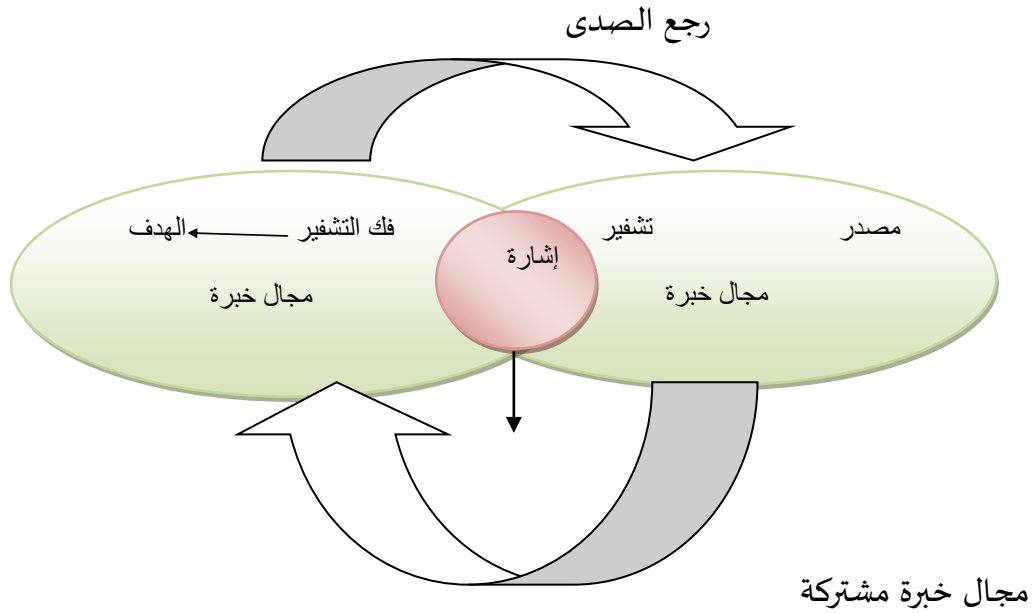 رجع الصدى
مصدر
تشفير
إشارة
فك التشفير
الهدف
مجال خبرة
مجال خبرة
مجال خبرة مشتركة